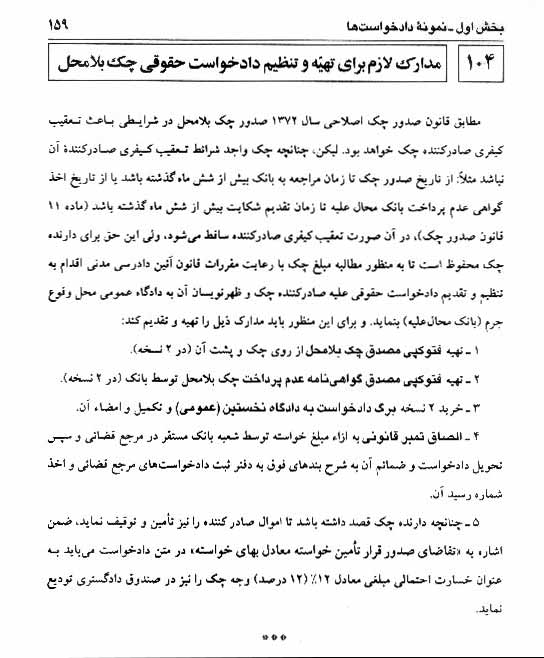 بخش اول ـ نمونهٔ دادخواست‌ها ۱۵۹
۱۰۴ مدارك لازم برای تهیّه و تنظیم دادخواست حقوقی چك بلامحل
مطابق قانون صدور چک اصلاحی سال ۱۳۷۲ صدور چک بلامحل در شرایطی باعث تعقیب
کیفری صادرکننده چک خواهد بود. لیکن، چنانچه چک واجد شرائط تعقیب کیفری صادرکنندهٔ آن
نباشد مثلاً: از تاریخ صدور چک تا زمان مراجعه به بانک بیش از شش ماه گذشته باشد یا از تاریخ اخذ
گواهی عدم پرداخت بانک محال علیه تا زمان تقدیم شکایت بیش از شش ماه گذشته باشد (ماده ۱۱
قانون صدور چک)، در آن صورت تعقیب کیفری صادرکننده ساقط می‌شود، ولی این حق برای دارنده
چک محفوظ است تا به منظور مطالبه مبلغ چک با رعایت مقررات قانون آئین دادرسی مدنی اقدام به
تنظیم و تقدیم دادخواست حقوقی علیه صادرکننده چک و ظهرنویسان آن به دادگاه عمومی محل وقوع
جرم (بانک محال‌علیه) بنماید. و برای این منظور باید مدارک ذیل را تهیه و تقدیم کند:
۱ ـ تهیه فتوکپی مصدق چک بلامحل از روی چک و پشت آن (در ۲ نسخه).
۲ ـ تهیه فتوکپی مصدق گواهی‌نامه عدم پرداخت چک بلامحل توسط بانک (در ۲ نسخه).
۳ ـ خرید ۲ نسخه برگ دادخواست به دادگاه نخستین (عمومی) و تکمیل و امضاء آن.
۴ ـ الصاق تمبر قانونی به ازاء مبلغ خواسته توسط شعبه بانک مستقر در مرجع قضائی و سپس
تحویل دادخواست و ضمائم آن به شرح بندهای فوق به دفتر ثبت دادخواست‌های مرجع قضائی و اخذ
شماره رسید آن.
۵ ـ چنانچه دارنده چک قصد داشته باشد تا اموال صادرکننده را نیز تأمین و توقیف نماید، ضمن
اشاره به «تقاضای صدور قرار تأمین خواسته معادل بهای خواسته» در متن دادخواست می‌باید به
عنوان خسارت احتمالی مبلغی معادل ۱۲٪ (۱۲ درصد) وجه چک را نیز در صندوق دادگستری تودیع
نماید.
***